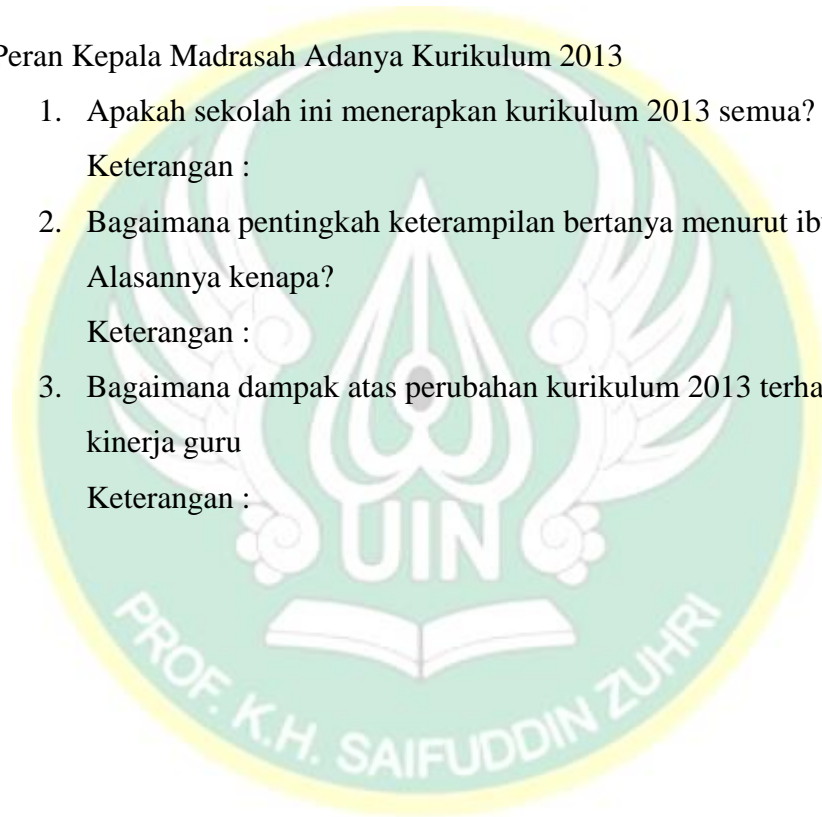 Peran Kepala Madrasah Adanya Kurikulum 2013
1. Apakah sekolah ini menerapkan kurikulum 2013 semua?
Keterangan :
2. Bagaimana pentingkah keterampilan bertanya menurut
Alasannya kenapa?
Keterangan :
3. Bagaimana dampak atas perubahan kurikulum 2013
kinerja guru
Keterangan :
UIN
PROF. K.H. SAIFUDDIN ZUHRI